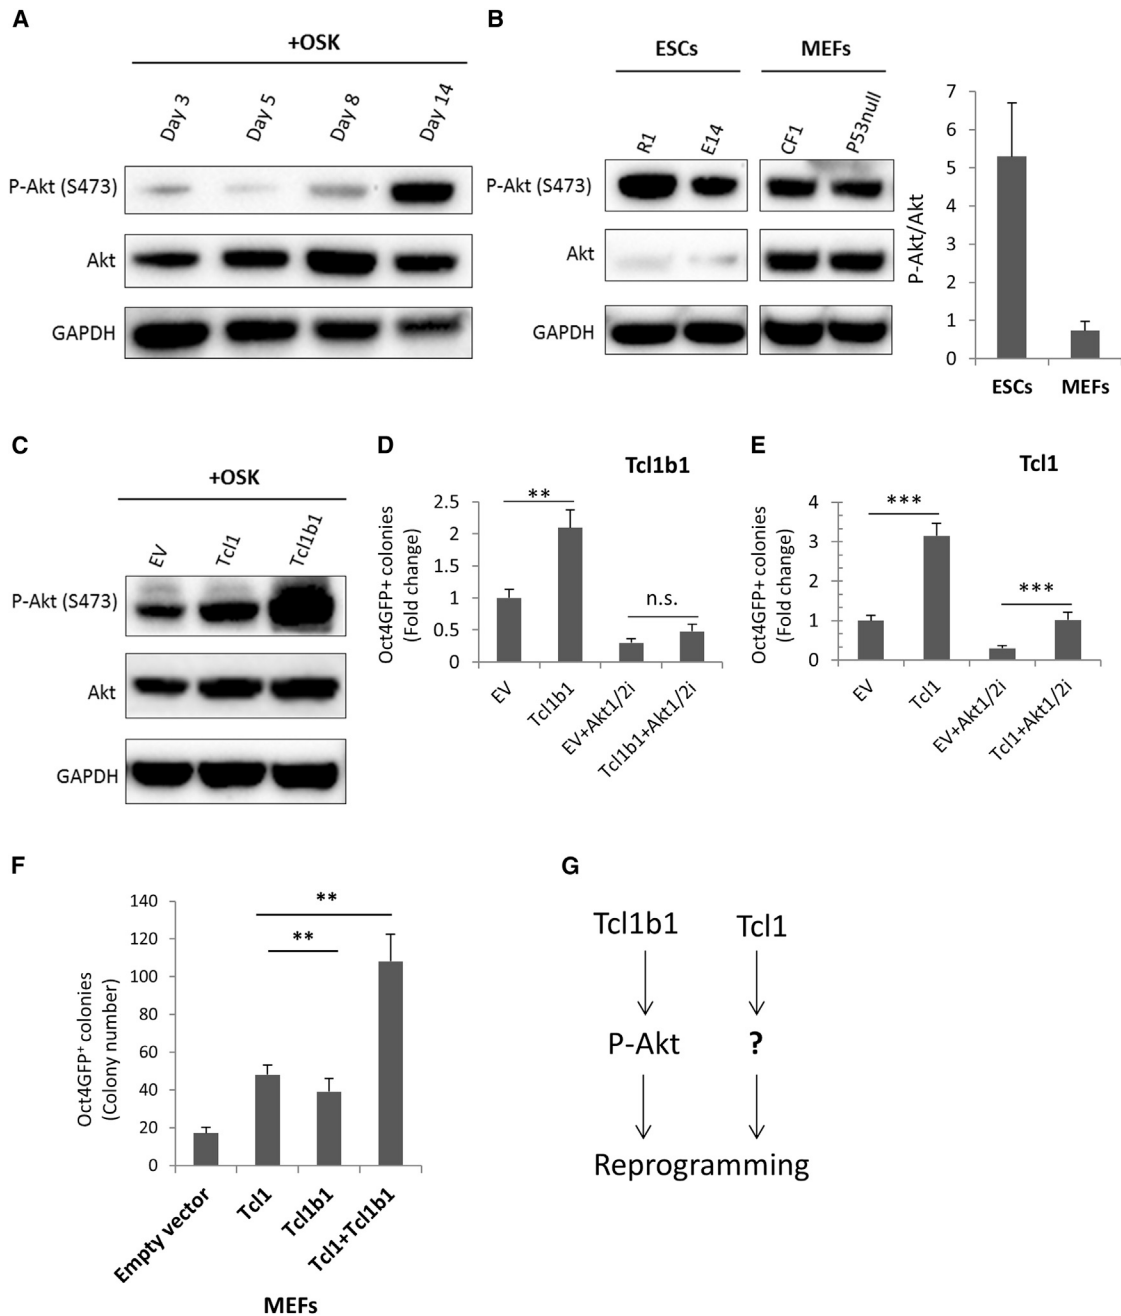 A
+OSK
Day 3
Day 5
Day 8
Day 14
P-Akt (S473)
Akt
GAPDH
B
ESCs
MEFs
R1
E14
CF1
P53null
P-Akt (S473)
Akt
GAPDH
P-Akt/Akt
7
6
5
4
3
2
1
0
ESCs
MEFs
C
+OSK
EV
Tcl1
Tcl1b1
P-Akt (S473)
Akt
GAPDH
D
Tcl1b1
Oct4GFP+ colonies
(Fold change)
2.5
2
1.5
1
0.5
0
**
n.s.
EV
Tcl1b1
EV+Akt1/2i
Tcl1b1+Akt1/2i
E
Tcl1
Oct4GFP+ colonies
(Fold change)
4
3
2
1
0
***
***
EV
Tcl1
EV+Akt1/2i
Tcl1+Akt1/2i
F
Oct4GFP⁺ colonies
(Colony number)
140
120
100
80
60
40
20
0
**
**
Empty vector
Tcl1
Tcl1b1
Tcl1+Tcl1b1
MEFs
G
Tcl1b1
Tcl1
P-Akt
?
Reprogramming